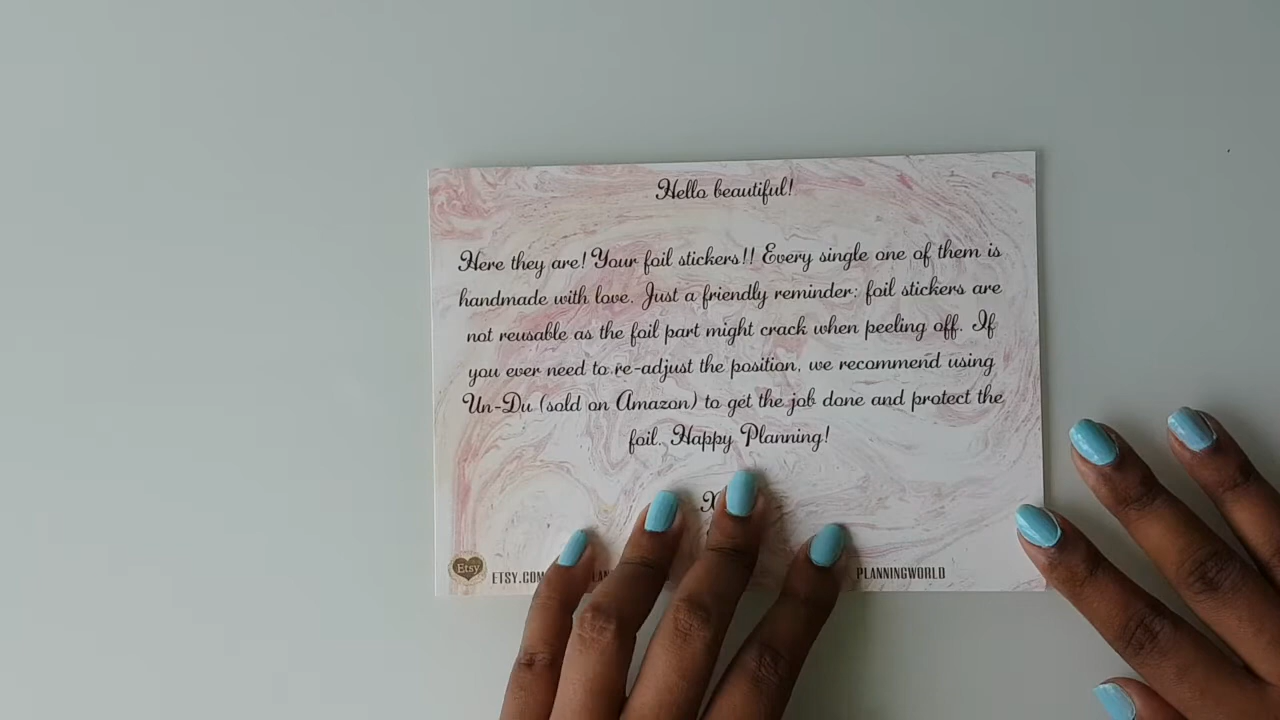 Hello beautiful!
Here they are! Your foil stickers!! Every single one of them is
handmade with love. Just a friendly reminder: foil stickers are
not reusable as the foil part might crack when peeling off. If
you ever need to re-adjust the position, we recommend using
Un-Du (sold on Amazon) to get the job done and protect the
foil. Happy Planning!
Etsy
PLANNINGWORLD